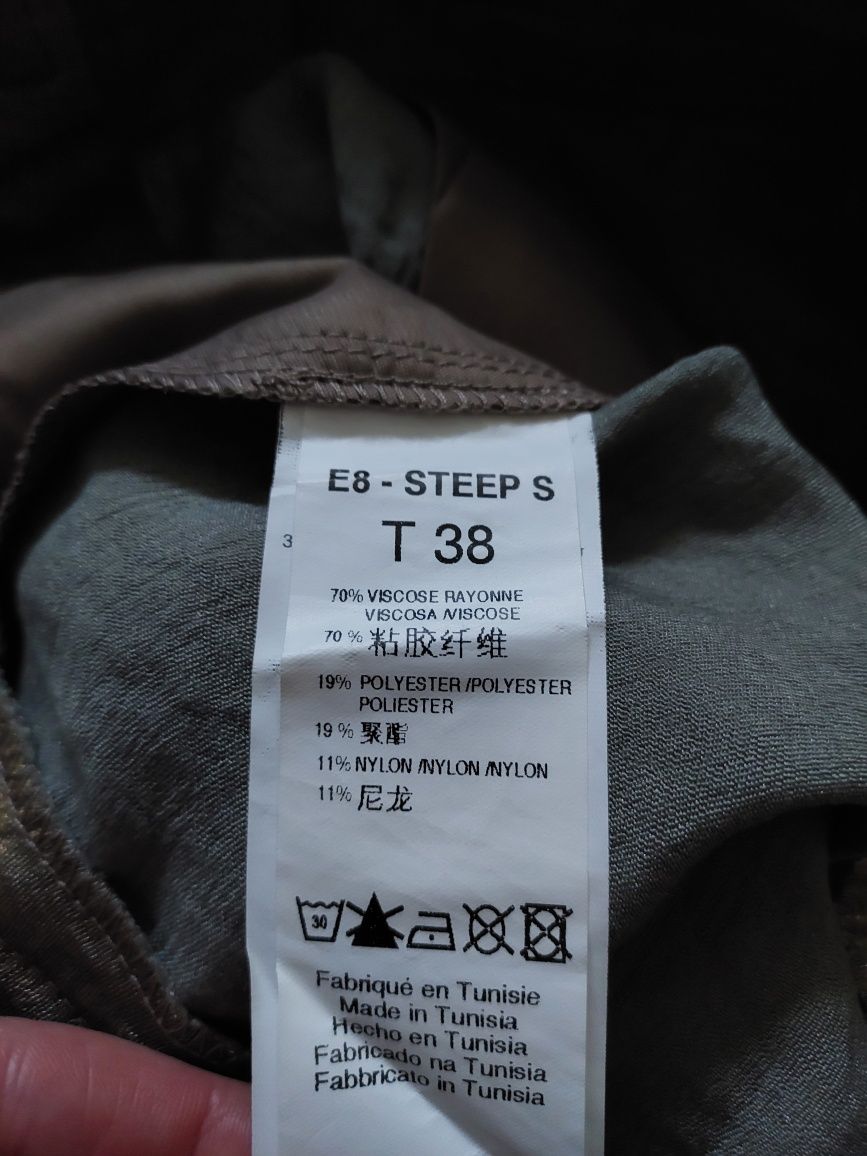 E8 - STEEP S
T 38
3
70% VISCOSE RAYONNE
VISCOSA /VISCOSE
70 % 粘胶纤维
19% POLYESTER /POLYESTER
POLIESTER
19 % 聚酯
11% NYLON /NYLON /NYLON
11% 尼龙
30
Fabriqué en Tunisie
Made in Tunisia
Hecho en Tunisia
Fabricado na Tunisia
Fabbricato in Tunisia